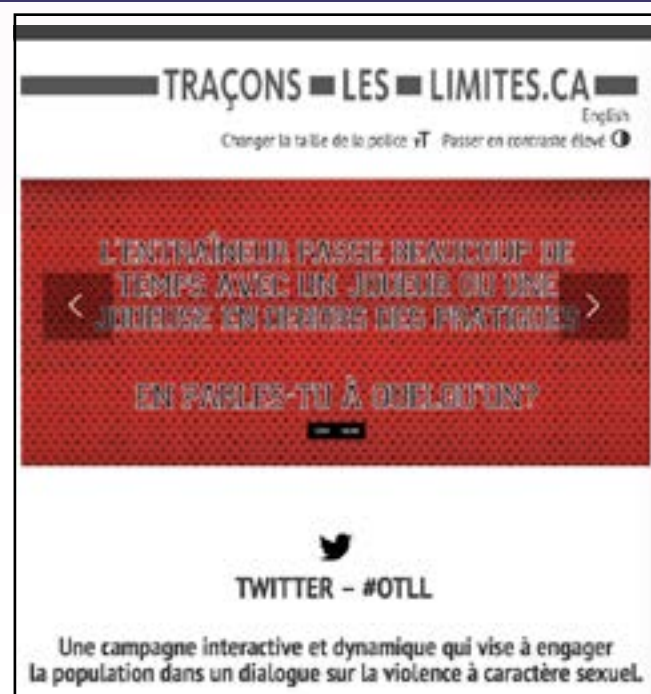 TRAÇONS LES LIMITES.CA
English
Changer la taille de la police Passer en contraste élevé
L'ENTRAÎNEUR PASSE BEAUCOUP DE
TEMPS AVEC UN JOUEUR OU UNE
JOUEUSE EN DEHORS DES PRATIQUES
EN PARLES-TU À QUELQU'UN?
TWITTER – #OTLL
Une campagne interactive et dynamique qui vise à engager
la population dans un dialogue sur la violence à caractère sexuel.